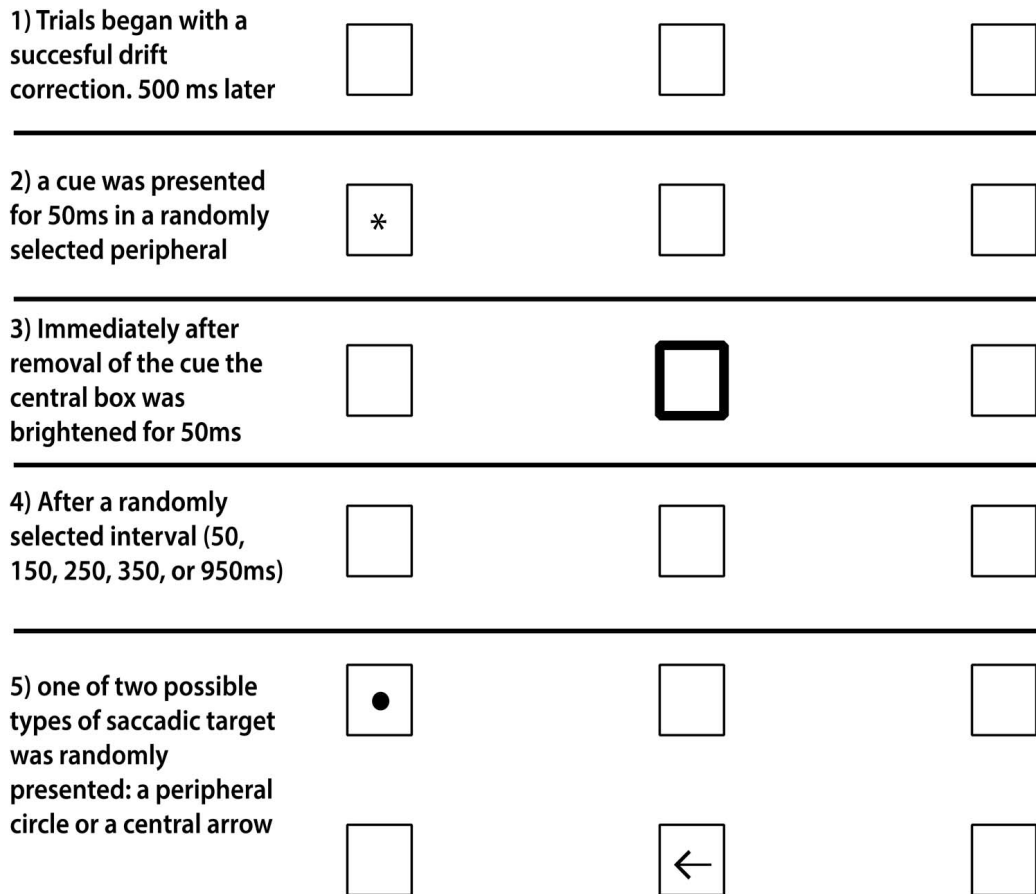 1) Trials began with a
succesful drift
correction. 500 ms later
2) a cue was presented
for 50ms in a randomly
selected peripheral
*
3) Immediately after
removal of the cue the
central box was
brightened for 50ms
4) After a randomly
selected interval (50,
150, 250, 350, or 950ms)
5) one of two possible
types of saccadic target
was randomly
presented: a peripheral
circle or a central arrow